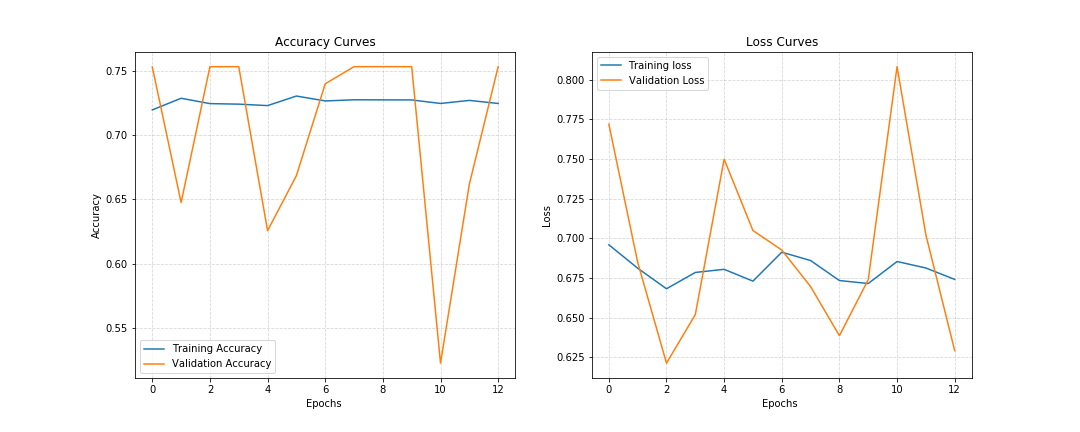 Accuracy Curves
0.75
0.70
0.65
0.60
0.55
Accuracy
Training Accuracy
Validation Accuracy
0 2 4 6 8 10 12
Epochs
Loss Curves
Training loss
Validation Loss
0.800
0.775
0.750
0.725
0.700
0.675
0.650
0.625
Loss
0 2 4 6 8 10 12
Epochs